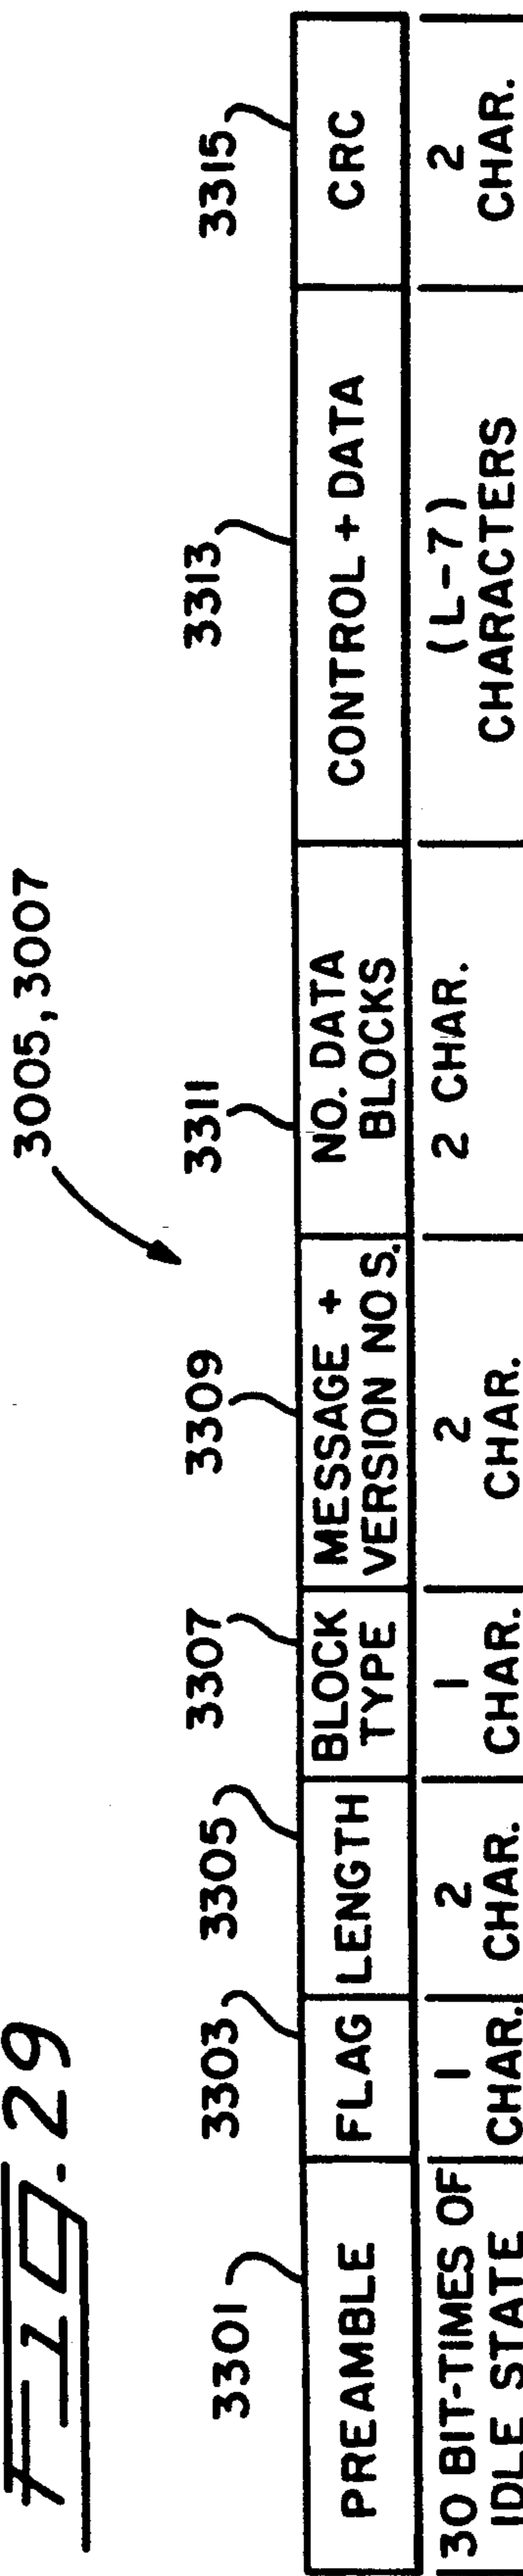 FIG. 29
3005, 3007
3301
3303
3305
3307
3309
3311
3313
3315
PREAMBLE
FLAG
LENGTH
BLOCK
TYPE
MESSAGE +
VERSION NOS.
NO. DATA
BLOCKS
CONTROL + DATA
CRC
30 BIT-TIMES OF
IDLE STATE
1
CHAR.
2
CHAR.
1
CHAR.
2
CHAR.
2 CHAR.
(L-7)
CHARACTERS
2
CHAR.